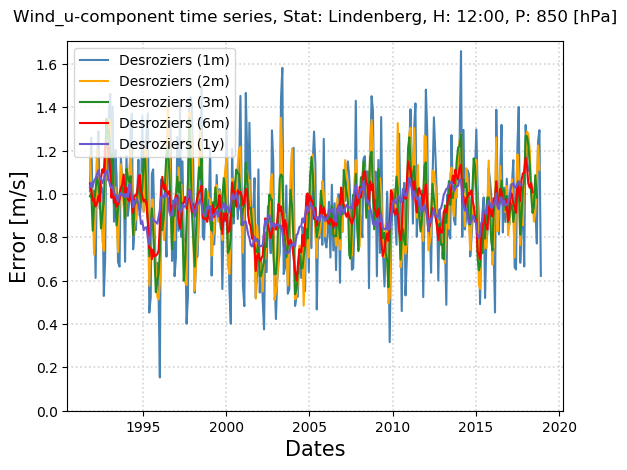 Wind_u-component time series, Stat: Lindenberg, H: 12:00, P: 850 [hPa]
Error [m/s]
1.6
1.4
1.2
1.0
0.8
0.6
0.4
0.2
0.0
Desroziers (1m)
Desroziers (2m)
Desroziers (3m)
Desroziers (6m)
Desroziers (1y)
1995 2000 2005 2010 2015 2020
Dates